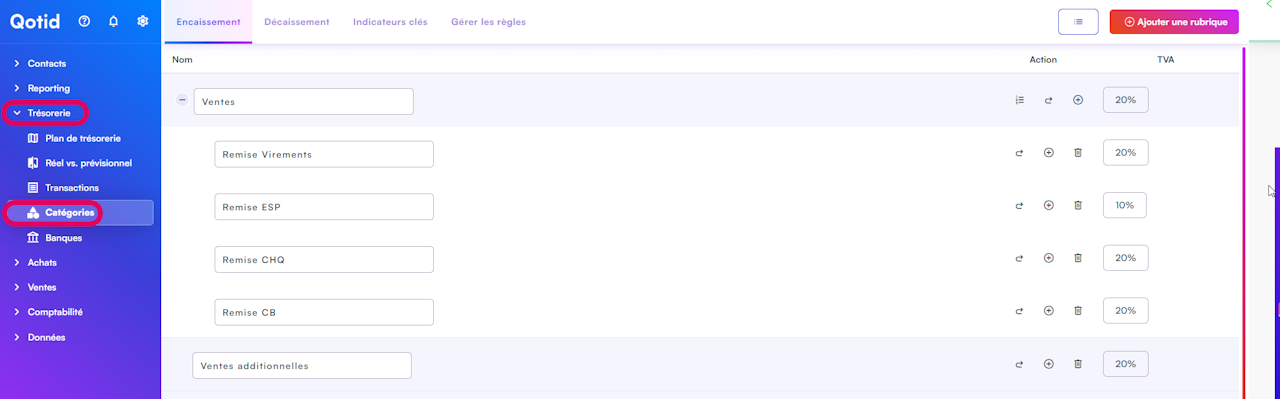 Qotid
Contacts
Reporting
Trésorerie
Plan de trésorerie
Réel vs. prévisionnel
Transactions
Catégories
Banques
Achats
Ventes
Comptabilité
Données
Encaissement Décaissement Indicateurs clés Gérer les règles
Ajouter une rubrique
Nom Action TVA
Ventes 20%
Remise Virements 20%
Remise ESP 10%
Remise CHQ 20%
Remise CB 20%
Ventes additionnelles 20%